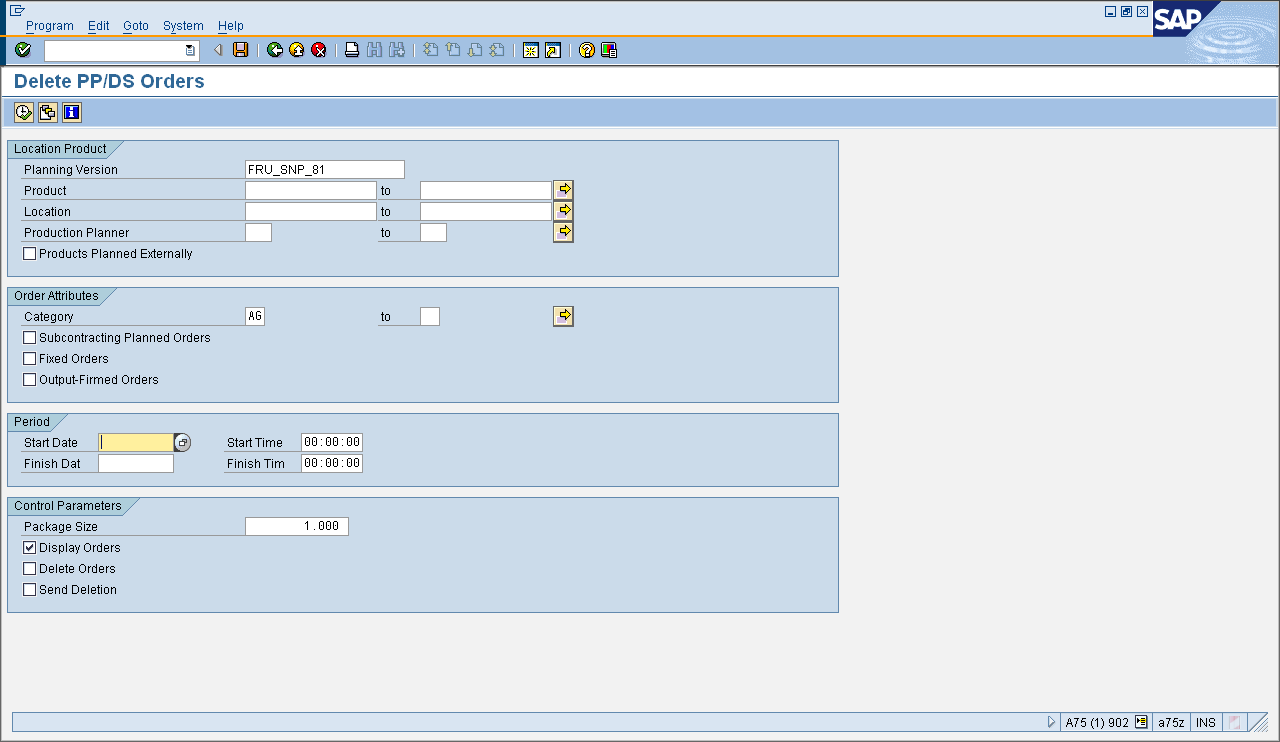 Program Edit Goto System Help
SAP
Delete PP/DS Orders
Location Product
Planning Version FRU_SNP_81
Product to
Location to
Production Planner to
Products Planned Externally
Order Attributes
Category AG to
Subcontracting Planned Orders
Fixed Orders
Output-Firmed Orders
Period
Start Date Start Time 00:00:00
Finish Dat Finish Tim 00:00:00
Control Parameters
Package Size 1.000
Display Orders
Delete Orders
Send Deletion
A75 (1) 902 a75z INS